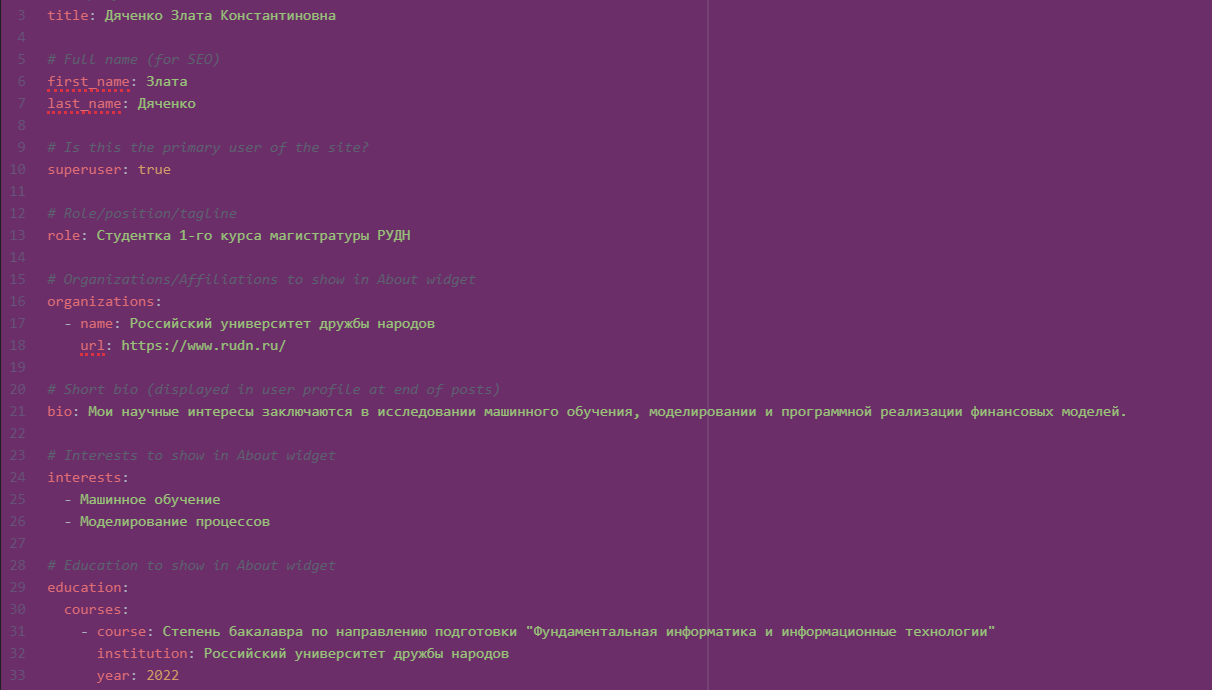 3 title: Дяченко Злата Константиновна
4
5 # Full name (for SEO)
6 first_name: Злата
7 last_name: Дяченко
8
9 # Is this the primary user of the site?
10 superuser: true
11
12 # Role/position/tagline
13 role: Студентка 1-го курса магистратуры РУДН
14
15 # Organizations/Affiliations to show in About widget
16 organizations:
17   - name: Российский университет дружбы народов
18     url: https://www.rudn.ru/
19
20 # Short bio (displayed in user profile at end of posts)
21 bio: Мои научные интересы заключаются в исследовании машинного обучения, моделировании и программной реализации финансовых моделей.
22
23 # Interests to show in About widget
24 interests:
25   - Машинное обучение
26   - Моделирование процессов
27
28 # Education to show in About widget
29 education:
30   courses:
31     - course: Степень бакалавра по направлению подготовки "Фундаментальная информатика и информационные технологии"
32       institution: Российский университет дружбы народов
33       year: 2022